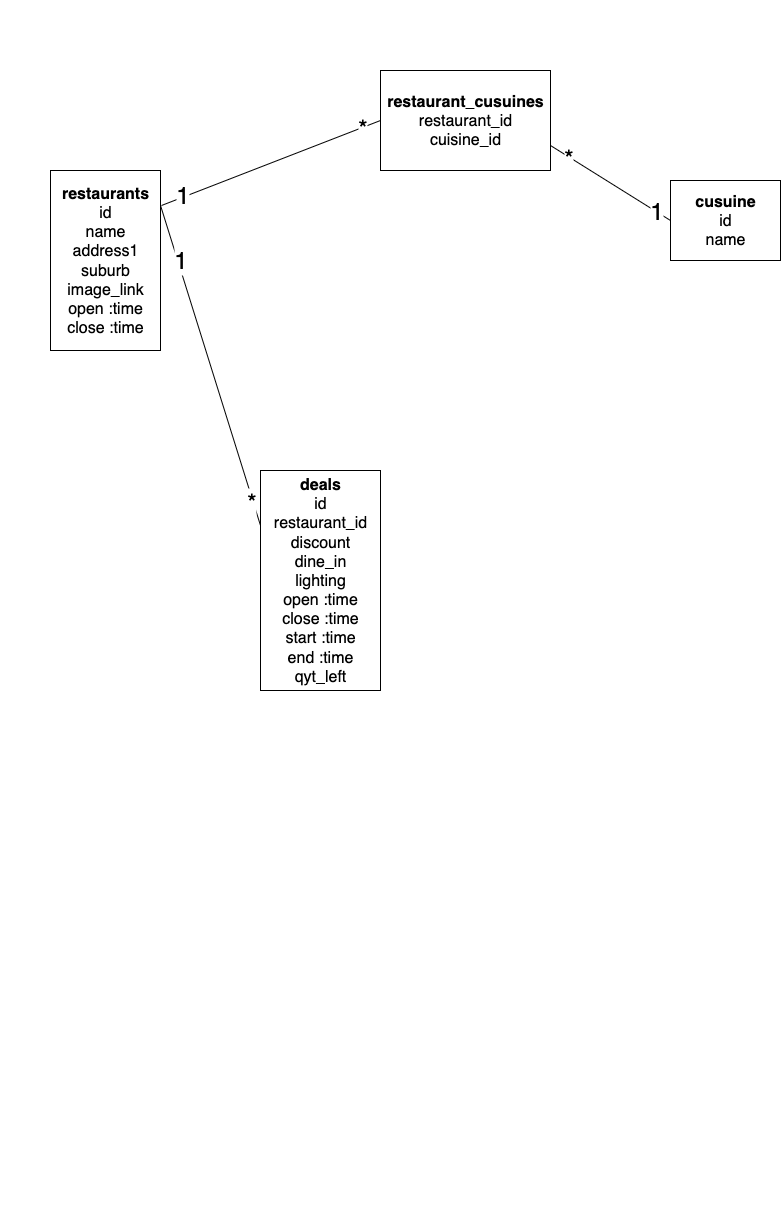 restaurant_cusuines
restaurant_id
cuisine_id
*
*
1
1
restaurants
id
name
address1
suburb
image_link
open :time
close :time
cusuine
id
name
1
*
deals
id
restaurant_id
discount
dine_in
lighting
open :time
close :time
start :time
end :time
qyt_left